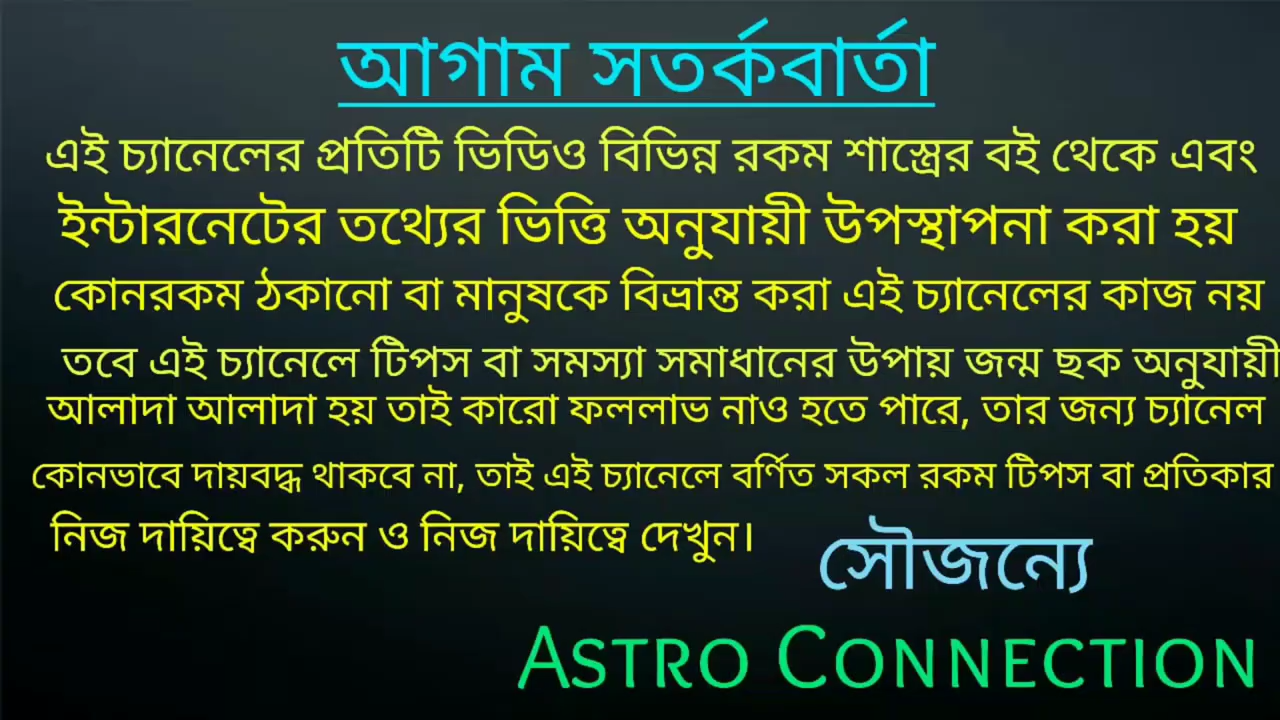 আগাম সতর্কবার্তা
এই চ্যানেলের প্রতিটি ভিডিও বিভিন্ন রকম শাস্ত্রের বই থেকে এবং
ইন্টারনেটের তথ্যের ভিত্তি অনুযায়ী উপস্থাপনা করা হয়
কোনরকম ঠকানো বা মানুষকে বিভ্রান্ত করা এই চ্যানেলের কাজ নয়
তবে এই চ্যানেলে টিপস বা সমস্যা সমাধানের উপায় জন্ম ছক অনুযায়ী
আলাদা আলাদা হয় তাই কারো ফললাভ নাও হতে পারে, তার জন্য চ্যানেল
কোনভাবে দায়বদ্ধ থাকবে না, তাই এই চ্যানেলে বর্ণিত সকল রকম টিপস বা প্রতিকার
নিজ দায়িত্বে করুন ও নিজ দায়িত্বে দেখুন।
সৌজন্যে
ASTRO CONNECTION